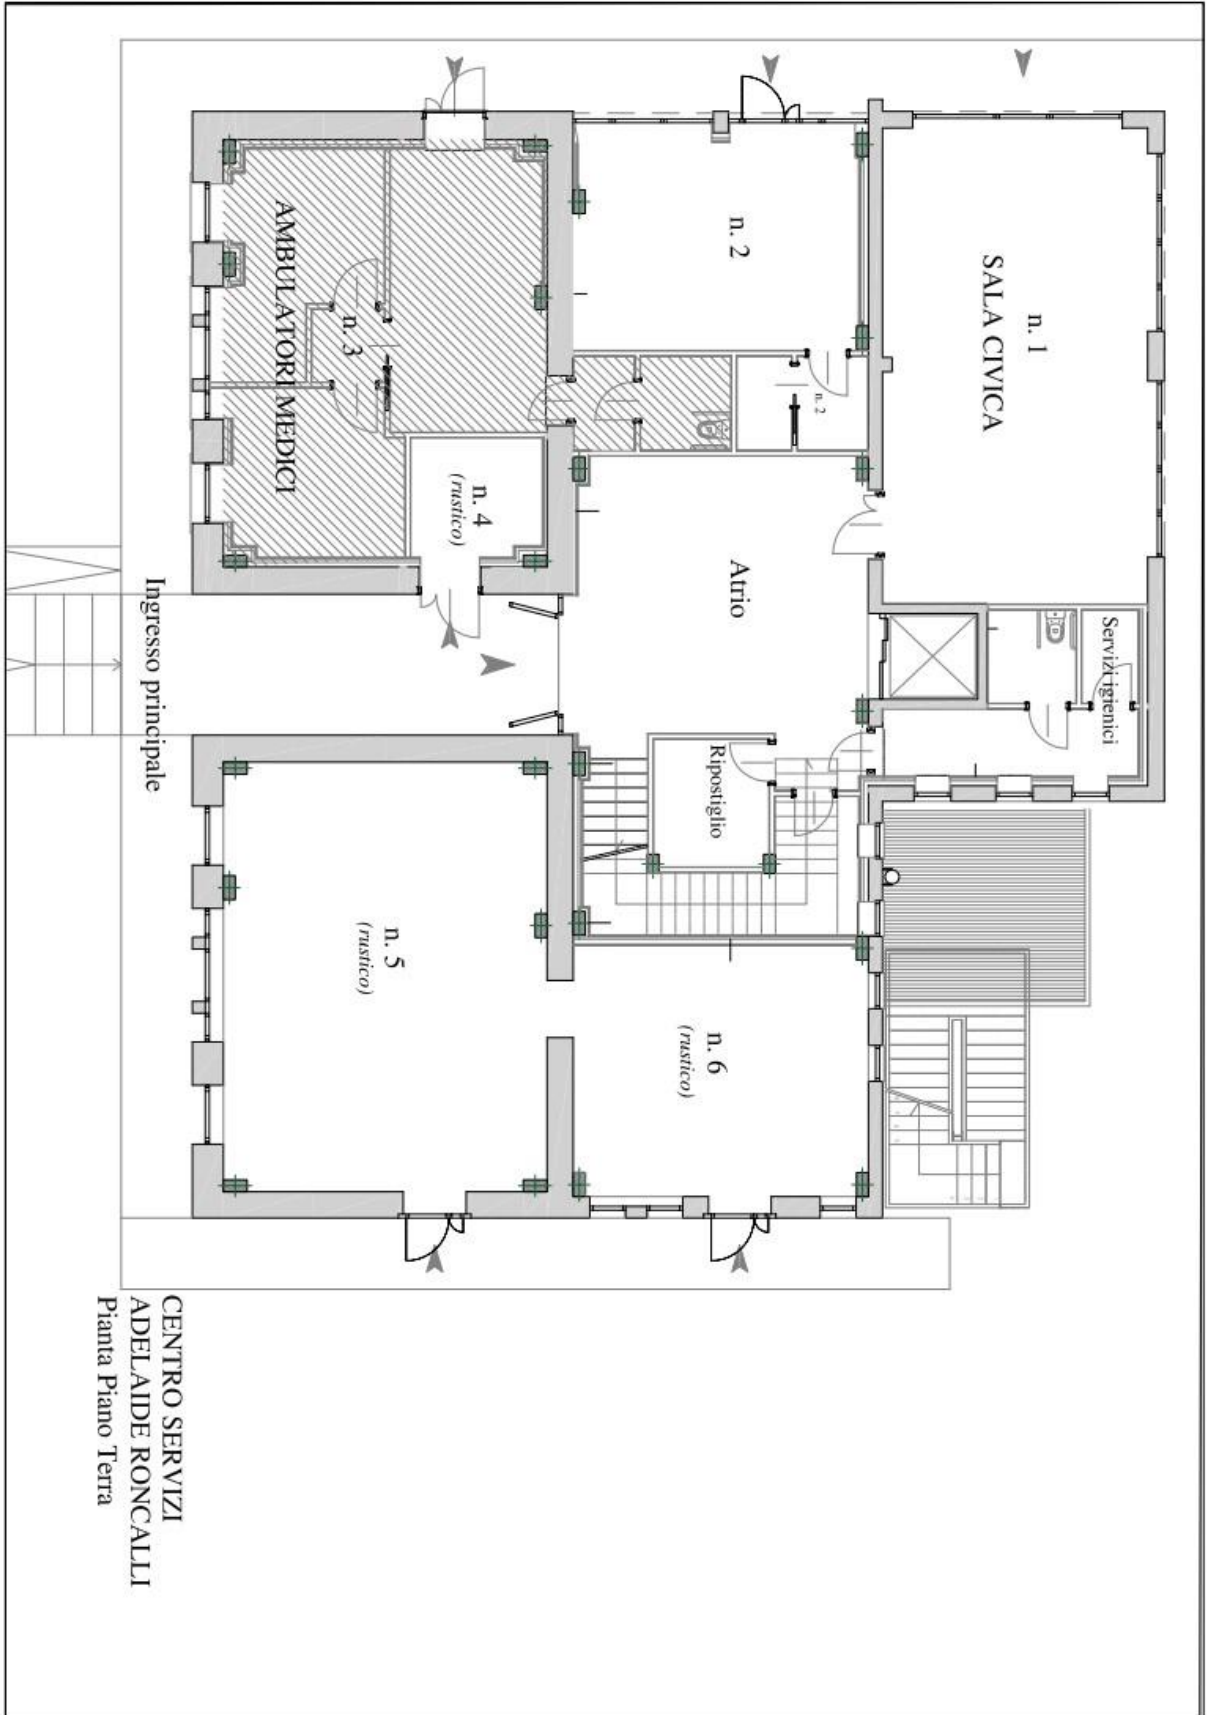 n. 1
SALA CIVICA
Servizi igienici
n. 2
n. 2
Atrio
Ripostiglio
n. 6
(rustico)
n. 4
(rustico)
n. 3
AMBULATORI MEDICI
n. 5
(rustico)
Ingresso principale
CENTRO SERVIZI
ADELAIDE RONCALLI
Pianta Piano Terra